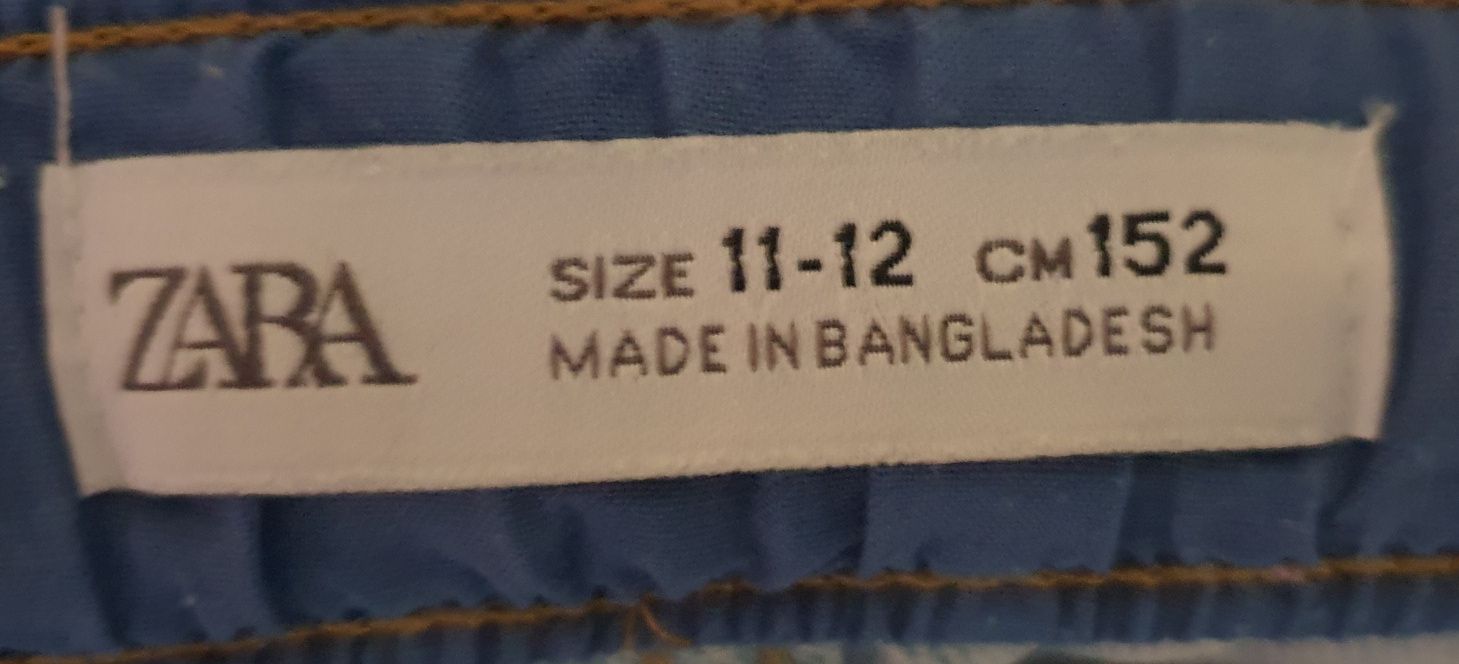 ZARA
SIZE 11-12 CM 152
MADE IN BANGLADESH